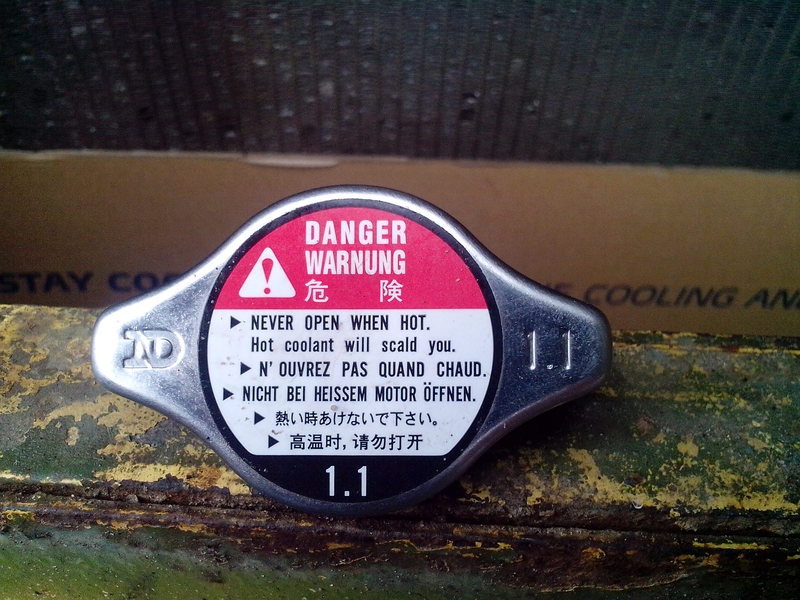 STAY CO
COOLING AN
DANGER
WARNUNG
危険
▶ NEVER OPEN WHEN HOT.
Hot coolant will scald you.
▶ N'OUVREZ PAS QUAND CHAUD.
▶ NICHT BEI HEISSEM MOTOR ÖFFNEN.
▶ 熱い時あけないで下さい。
▶ 高温时,请勿打开
ND
1.1
1.1